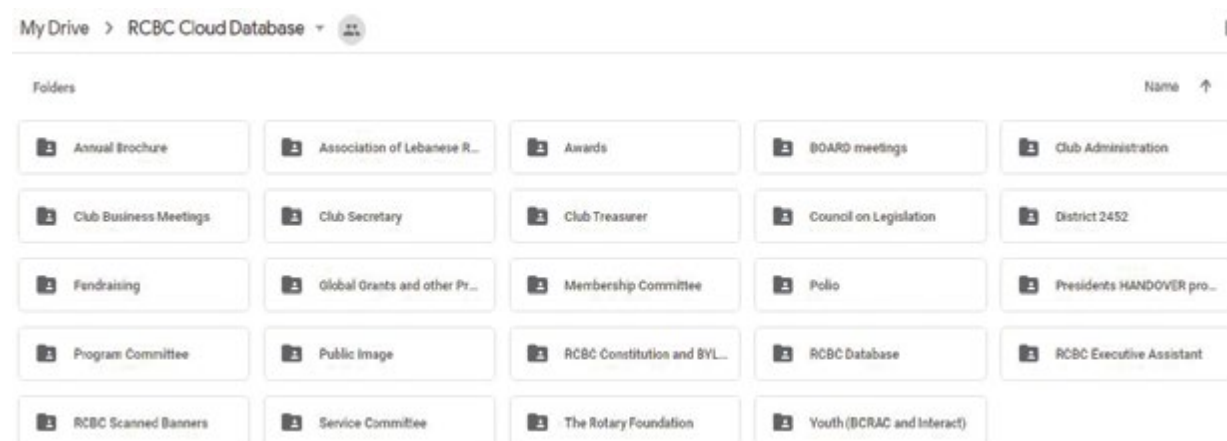 My Drive > RCBC Cloud Database
Folders Name ↑
Annual Brochure Association of Lebanese R... Awards BOARD meetings Club Administration
Club Business Meetings Club Secretary Club Treasurer Council on Legislation District 2452
Fundraising Global Grants and other Pr... Membership Committee Polio Presidents HANDOVER pro...
Program Committee Public Image RCBC Constitution and BYL... RCBC Database RCBC Executive Assistant
RCBC Scanned Banners Service Committee The Rotary Foundation Youth (BCRAC and Interact)